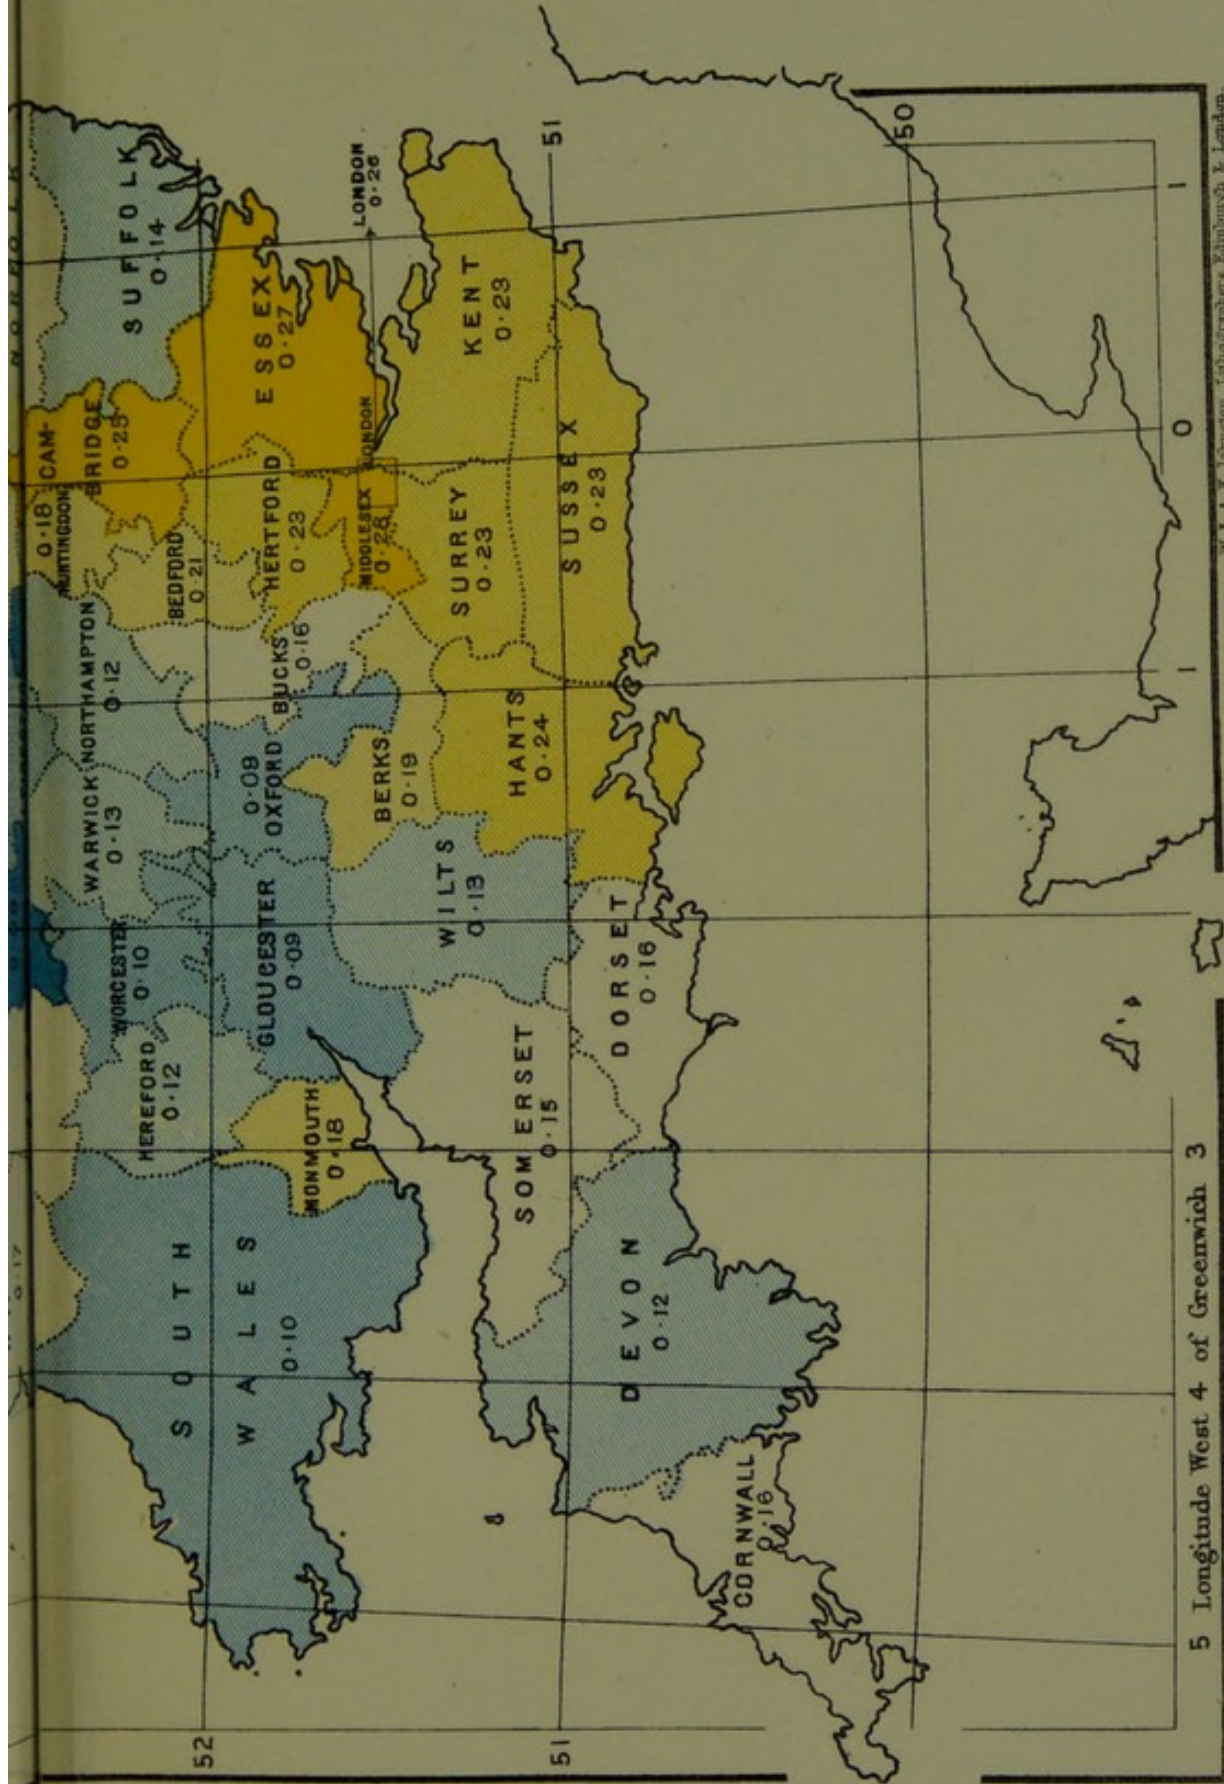 SUFFOLK
0·14
CAM-
BRIDGE
0·25
0·18
HUNTINGDON
NORTHAMPTON
0·12
WARWICK
0·13
WORCESTER
0·10
HEREFORD
0·12
SOUTH
WALES
0·10
0·17
ESSEX
0·27
BEDFORD
0·21
HERTFORD
0·23
BUCKS
0·16
0·09
OXFORD
GLOUCESTER
0·09
MONMOUTH
0·18
LONDON
0·26
LONDON
MIDDLESEX
0·28
BERKS
0·19
WILTS
0·13
KENT
0·23
SURREY
0·23
SUSSEX
0·23
HANTS
0·24
SOMERSET
0·15
DORSET
0·16
DEVON
0·12
CORNWALL
0·16
52
51
51
50
5 Longitude West 4 of Greenwich 3
1
0
1
Edinburgh & London